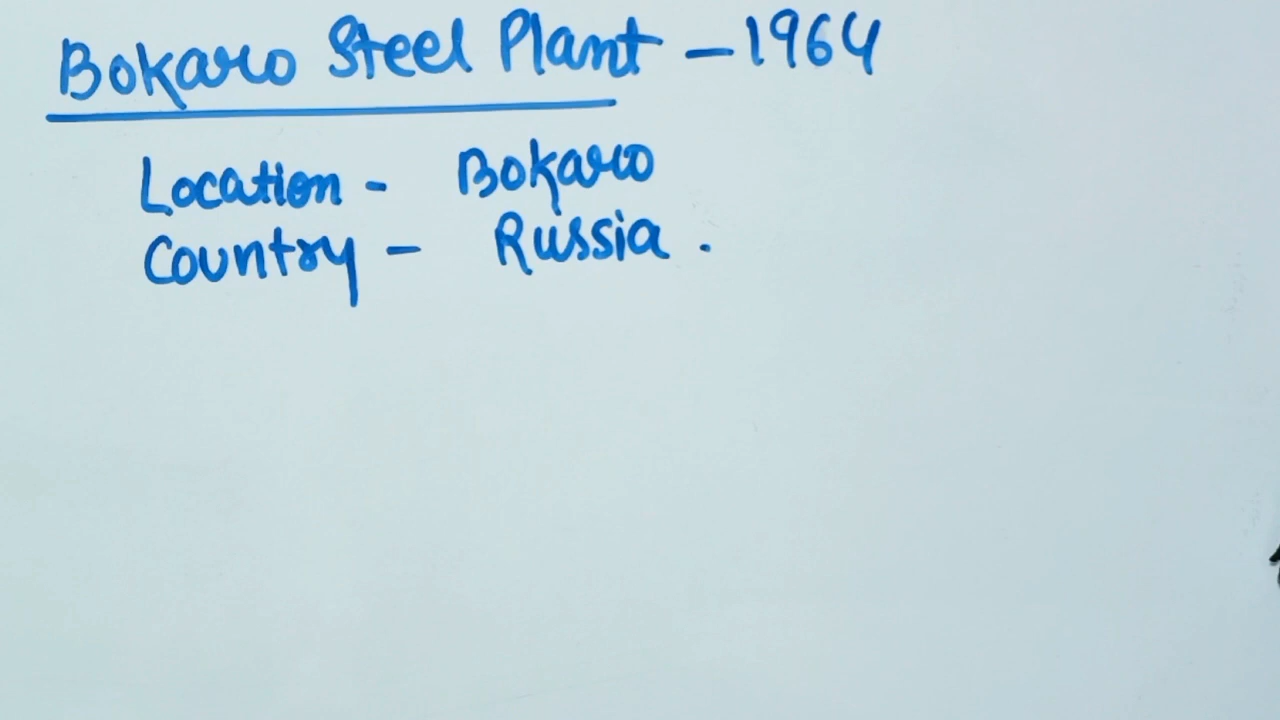 Bokaro Steel Plant - 1964
Location - Bokaro
Country - Russia .